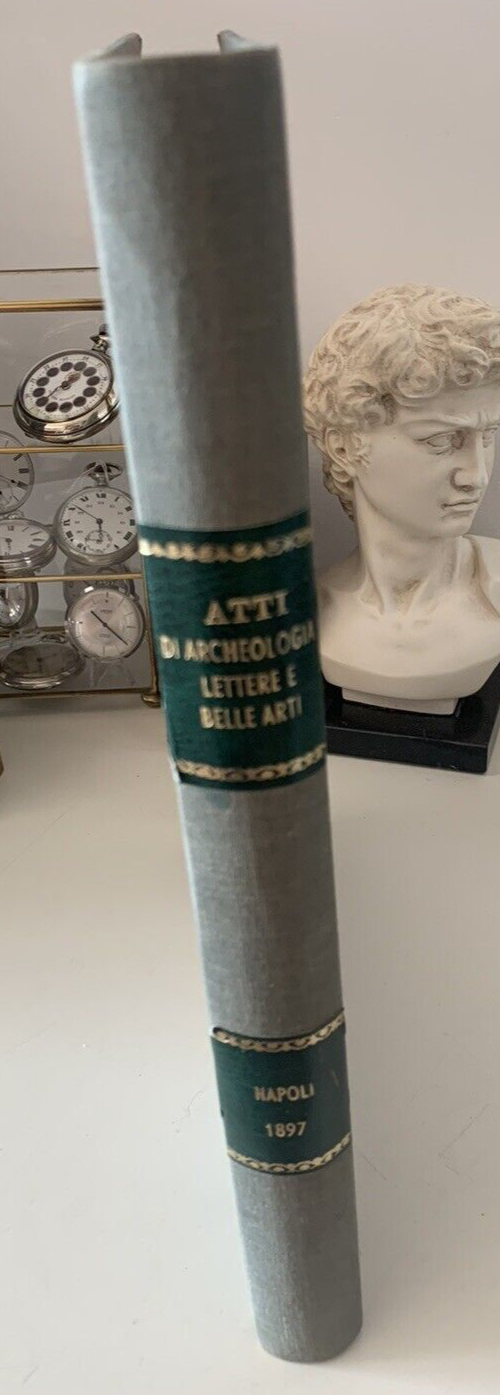 ATTI
DI ARCHEOLOGIA
LETTERE E
BELLE ARTI
NAPOLI
1897